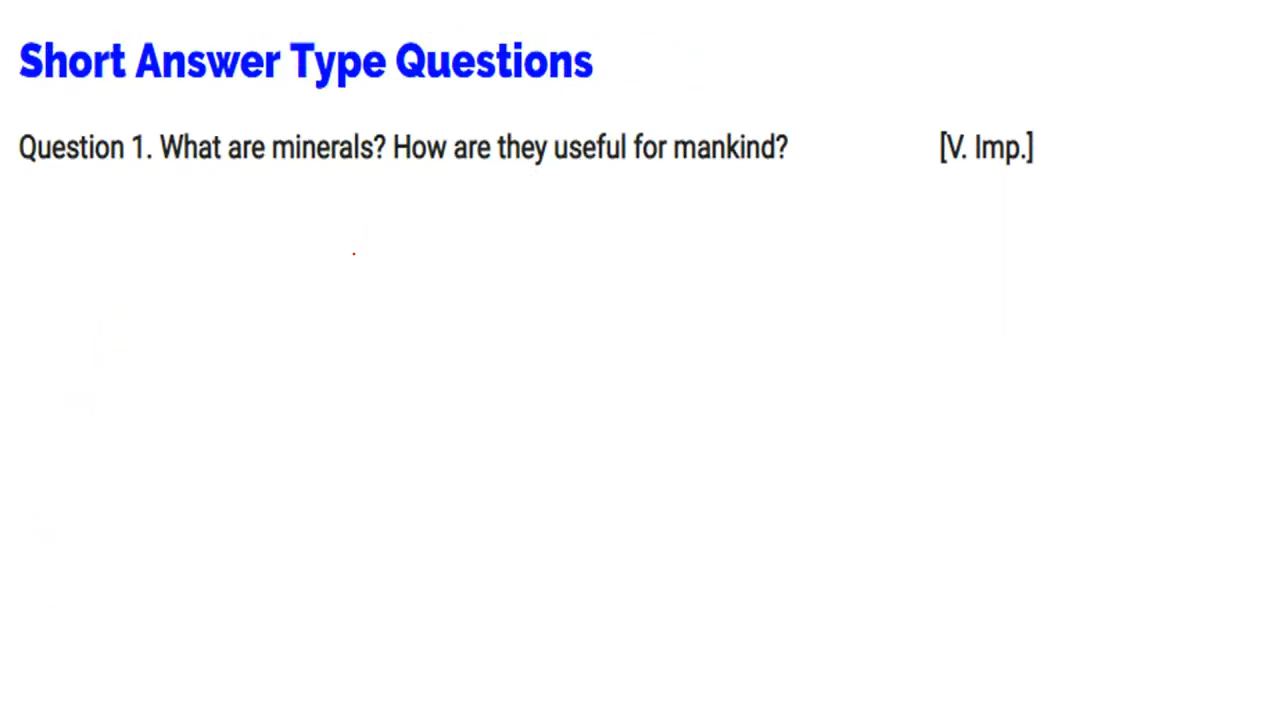 Short Answer Type Questions
Question 1. What are minerals? How are they useful for mankind? [V. Imp.]